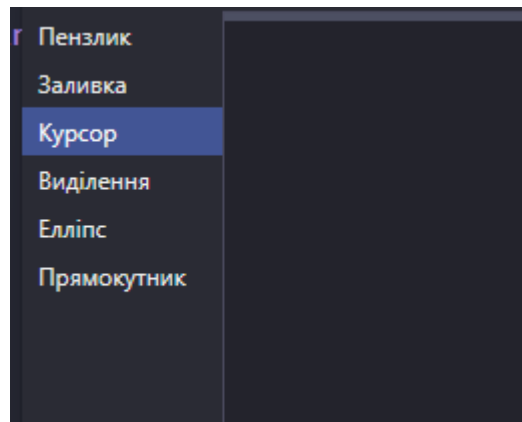 Пензлик
Заливка
Курсор
Виділення
Елліпс
Прямокутник